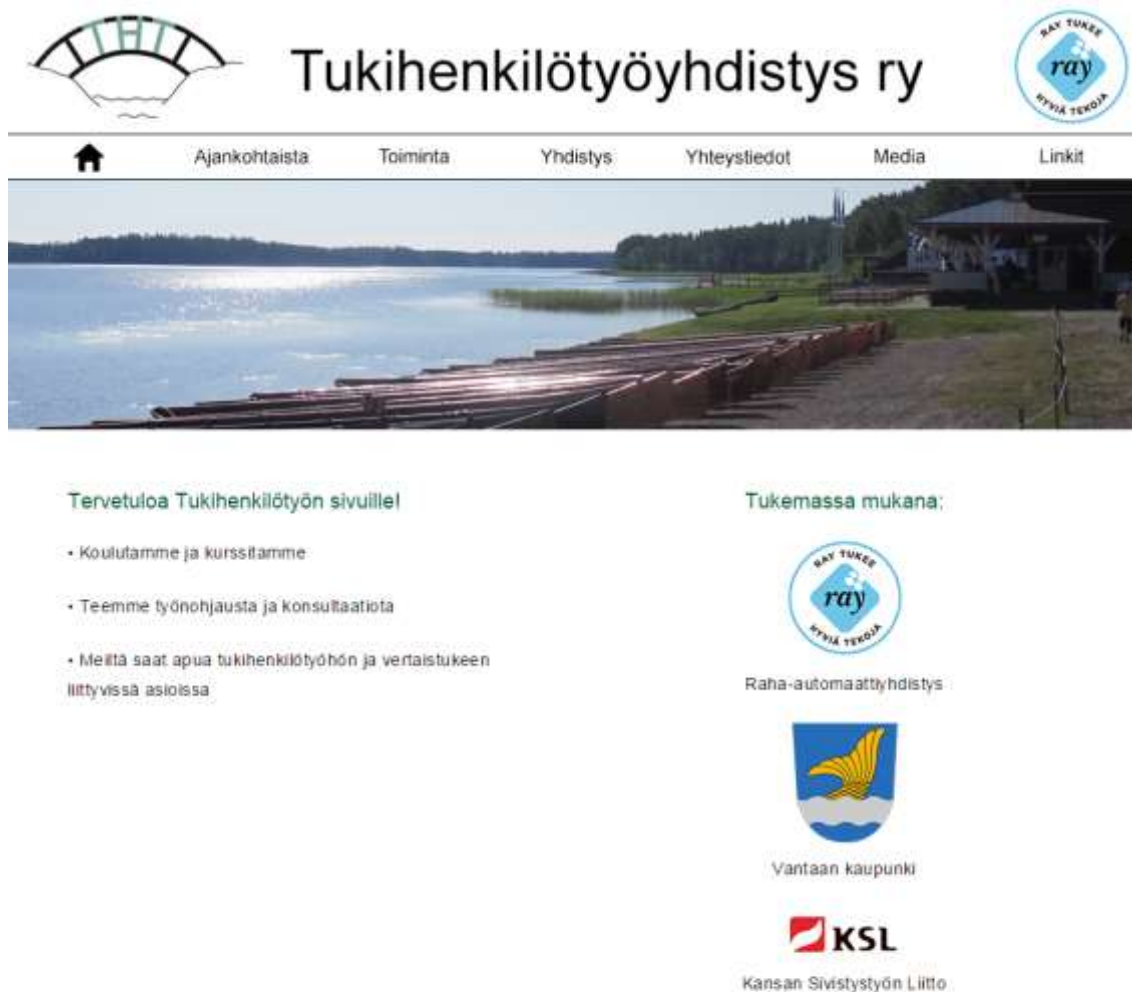 THT
Tukihenkilötyöyhdistys ry
RAY TUKEE
ray
HYVIÄ TEKOJA
Ajankohtaista Toiminta Yhdistys Yhteystiedot Media Linkit
Tervetuloa Tukihenkilötyön sivuille!
• Koulutamme ja kurssitamme
• Teemme työnohjausta ja konsultaatiota
• Meiltä saat apua tukihenkilötyöhön ja vertaistukeen
liittyvissä asioissa
Tukemassa mukana:
RAY TUKEE
ray
HYVIÄ TEKOJA
Raha-automaattiyhdistys
Vantaan kaupunki
KSL
Kansan Sivistystyön Liitto